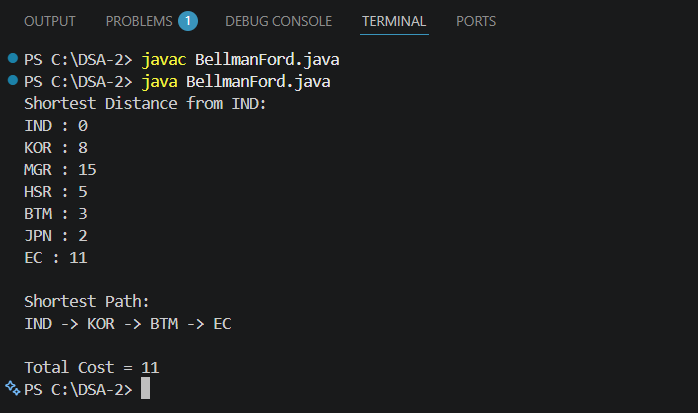 OUTPUT PROBLEMS 1 DEBUG CONSOLE TERMINAL PORTS
PS C:\DSA-2> javac BellmanFord.java
PS C:\DSA-2> java BellmanFord.java
Shortest Distance from IND:
IND : 0
KOR : 8
MGR : 15
HSR : 5
BTM : 3
JPN : 2
EC : 11
Shortest Path:
IND -> KOR -> BTM -> EC
Total Cost = 11
PS C:\DSA-2>